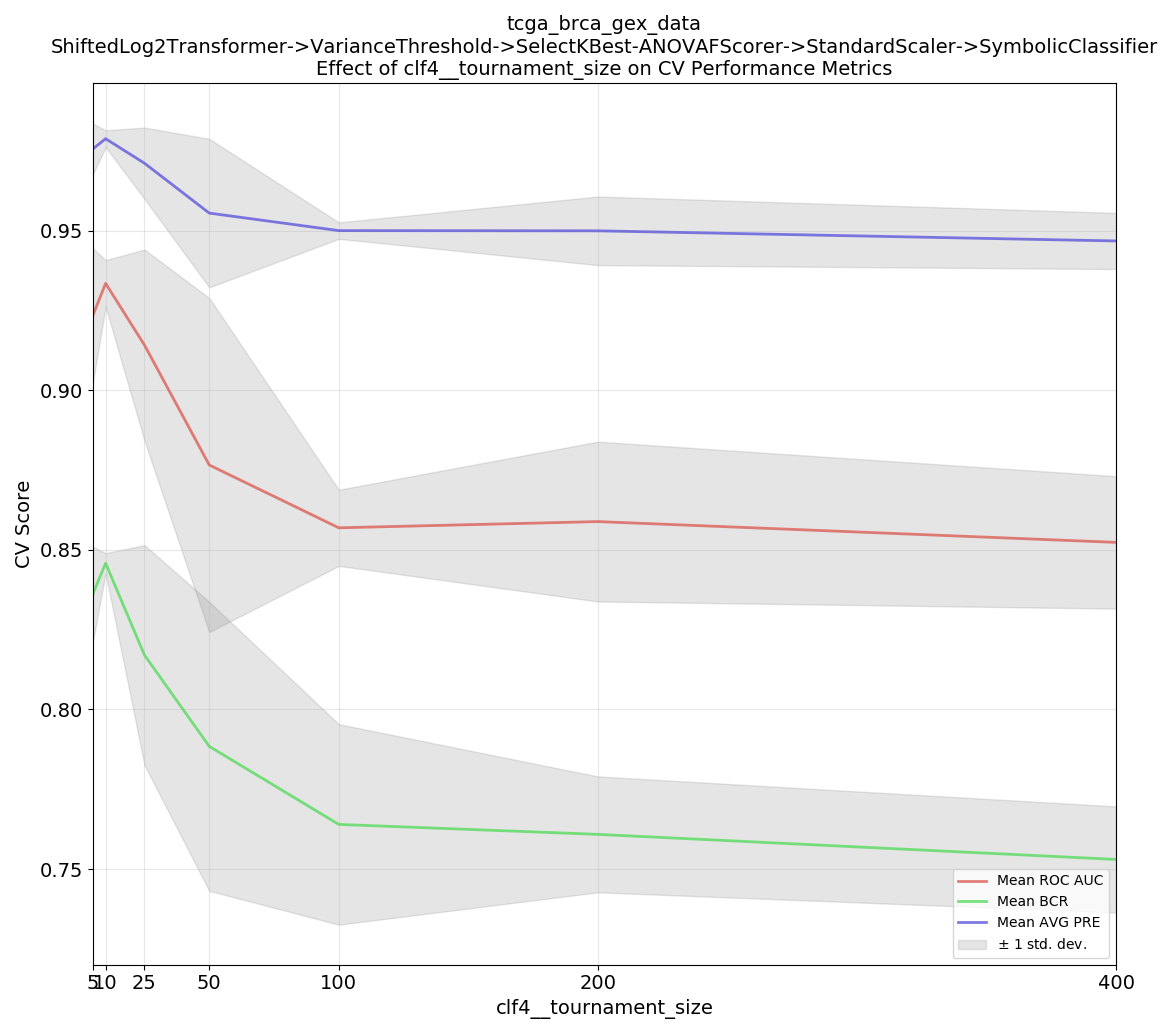 tcga_brca_gex_data
ShiftedLog2Transformer->VarianceThreshold->SelectKBest-ANOVAFScorer->StandardScaler->SymbolicClassifier
Effect of clf4__tournament_size on CV Performance Metrics
CV Score
0.95
0.90
0.85
0.80
0.75
Mean ROC AUC
Mean BCR
Mean AVG PRE
± 1 std. dev.
5 10 25 50 100 200 400
clf4__tournament_size